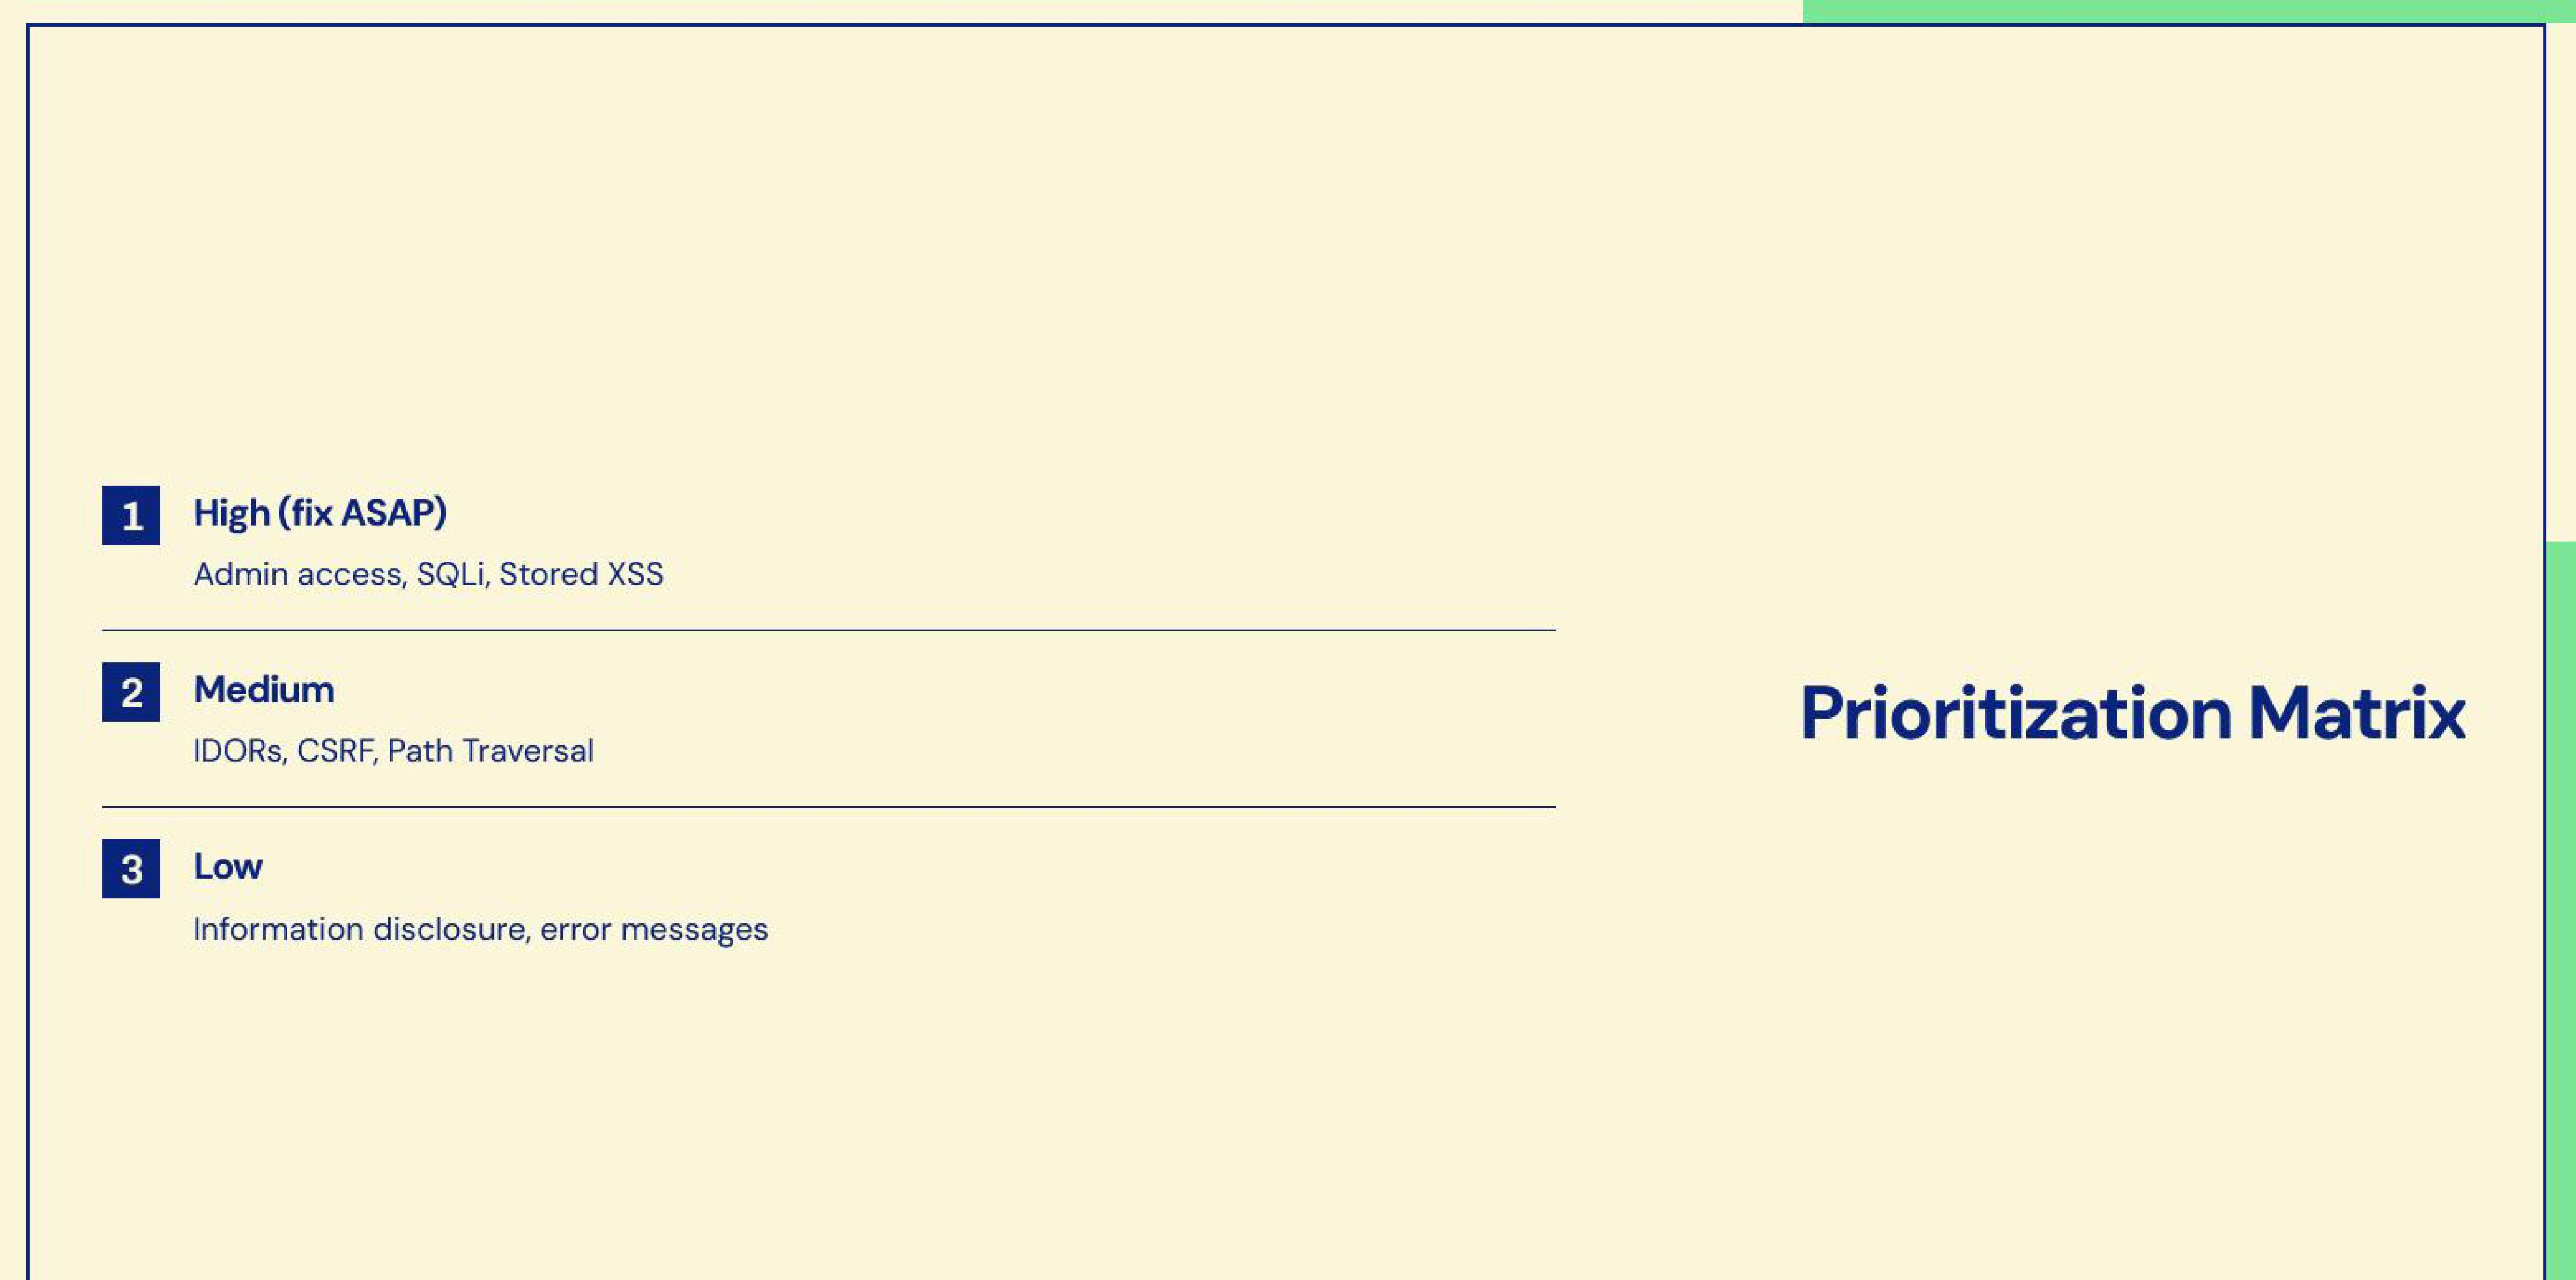 1
High (fix ASAP)
Admin access, SQLi, Stored XSS
2
Medium
IDORs, CSRF, Path Traversal
3
Low
Information disclosure, error messages
Prioritization Matrix